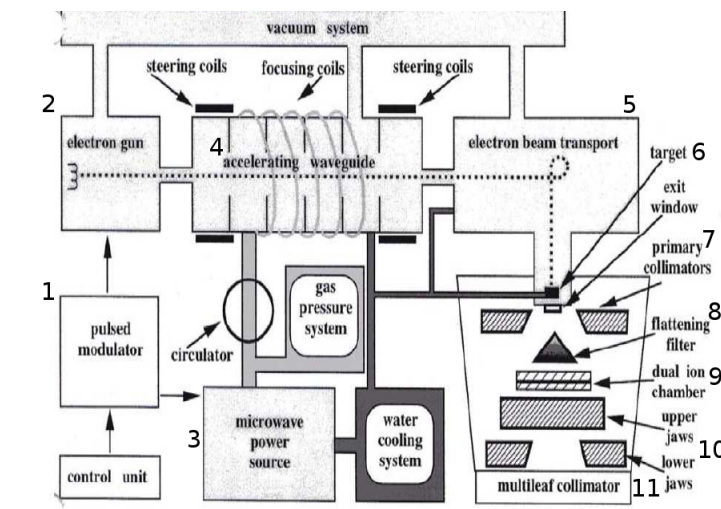 vacuum system
steering coils
focusing coils
steering coils
2
5
electron gun
4
accelerating waveguide
electron beam transport
target 6
exit
window
primary 7
collimators
1
pulsed
modulator
gas
pressure
system
circulator
8
flattening
filter
dual ion 9
chamber
upper
jaws
3
microwave
power
source
water
cooling
system
10
lower
jaws
control unit
multileaf collimator 11